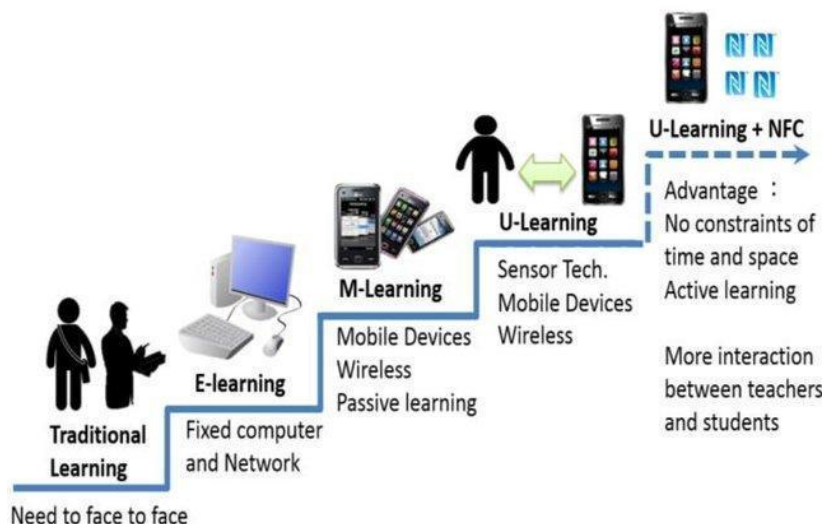 U-Learning + NFC
Advantage：
No constraints of
time and space
Active learning
More interaction
between teachers
and students
U-Learning
Sensor Tech.
Mobile Devices
Wireless
M-Learning
Mobile Devices
Wireless
Passive learning
E-learning
Fixed computer
and Network
Traditional
Learning
Need to face to face